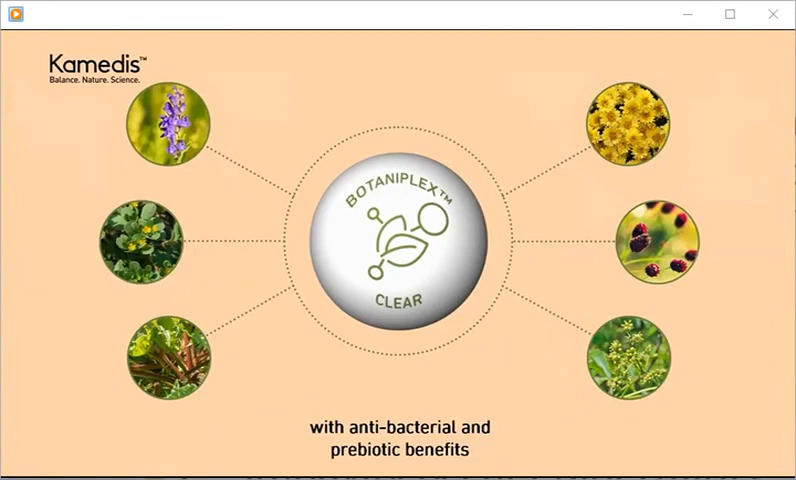 Kamedis™
Balance. Nature. Science.
BOTANIPLEX™
CLEAR
with anti-bacterial and
prebiotic benefits